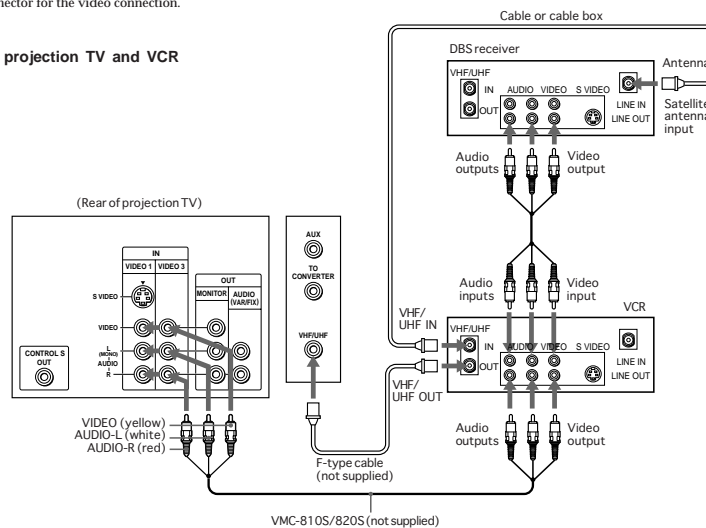 nector for the video connection.
projection TV and VCR
Cable or cable box
DBS receiver
Antenna
VHF/UHF
IN
OUT
AUDIO VIDEO S VIDEO
LINE IN
LINE OUT
Satellite
antenna
input
Audio
outputs
Video
output
(Rear of projection TV)
IN
VIDEO 1 VIDEO 3
OUT
MONITOR
AUDIO
(VAR/FIX)
S VIDEO
VIDEO
L
(MONO)
AUDIO
R
CONTROL S
OUT
AUX
TO
CONVERTER
VHF/UHF
Audio
inputs
Video
input
VCR
VHF/
UHF IN
VHF/UHF
IN
OUT
AUDIO VIDEO S VIDEO
LINE IN
LINE OUT
VHF/
UHF OUT
VIDEO (yellow)
AUDIO-L (white)
AUDIO-R (red)
Audio
outputs
Video
output
F-type cable
(not supplied)
VMC-810S/820S (not supplied)